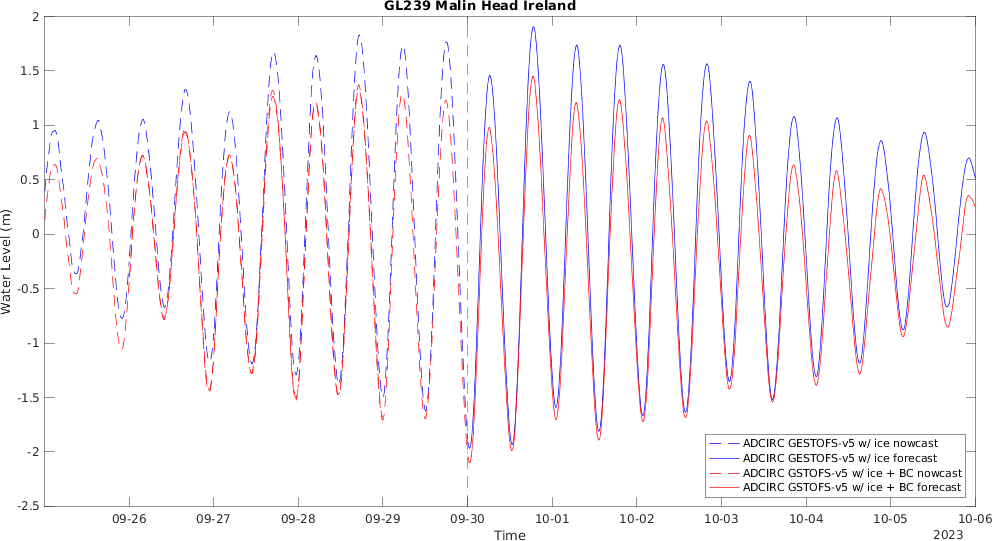 GL239 Malin Head Ireland
Water Level (m)
2
1.5
1
0.5
0
-0.5
-1
-1.5
-2
-2.5
ADCIRC GESTOFS-v5 w/ ice nowcast
ADCIRC GESTOFS-v5 w/ ice forecast
ADCIRC GSTOFS-v5 w/ ice + BC nowcast
ADCIRC GSTOFS-v5 w/ ice + BC forecast
09-26 09-27 09-28 09-29 09-30 10-01 10-02 10-03 10-04 10-05 10-06
Time
2023